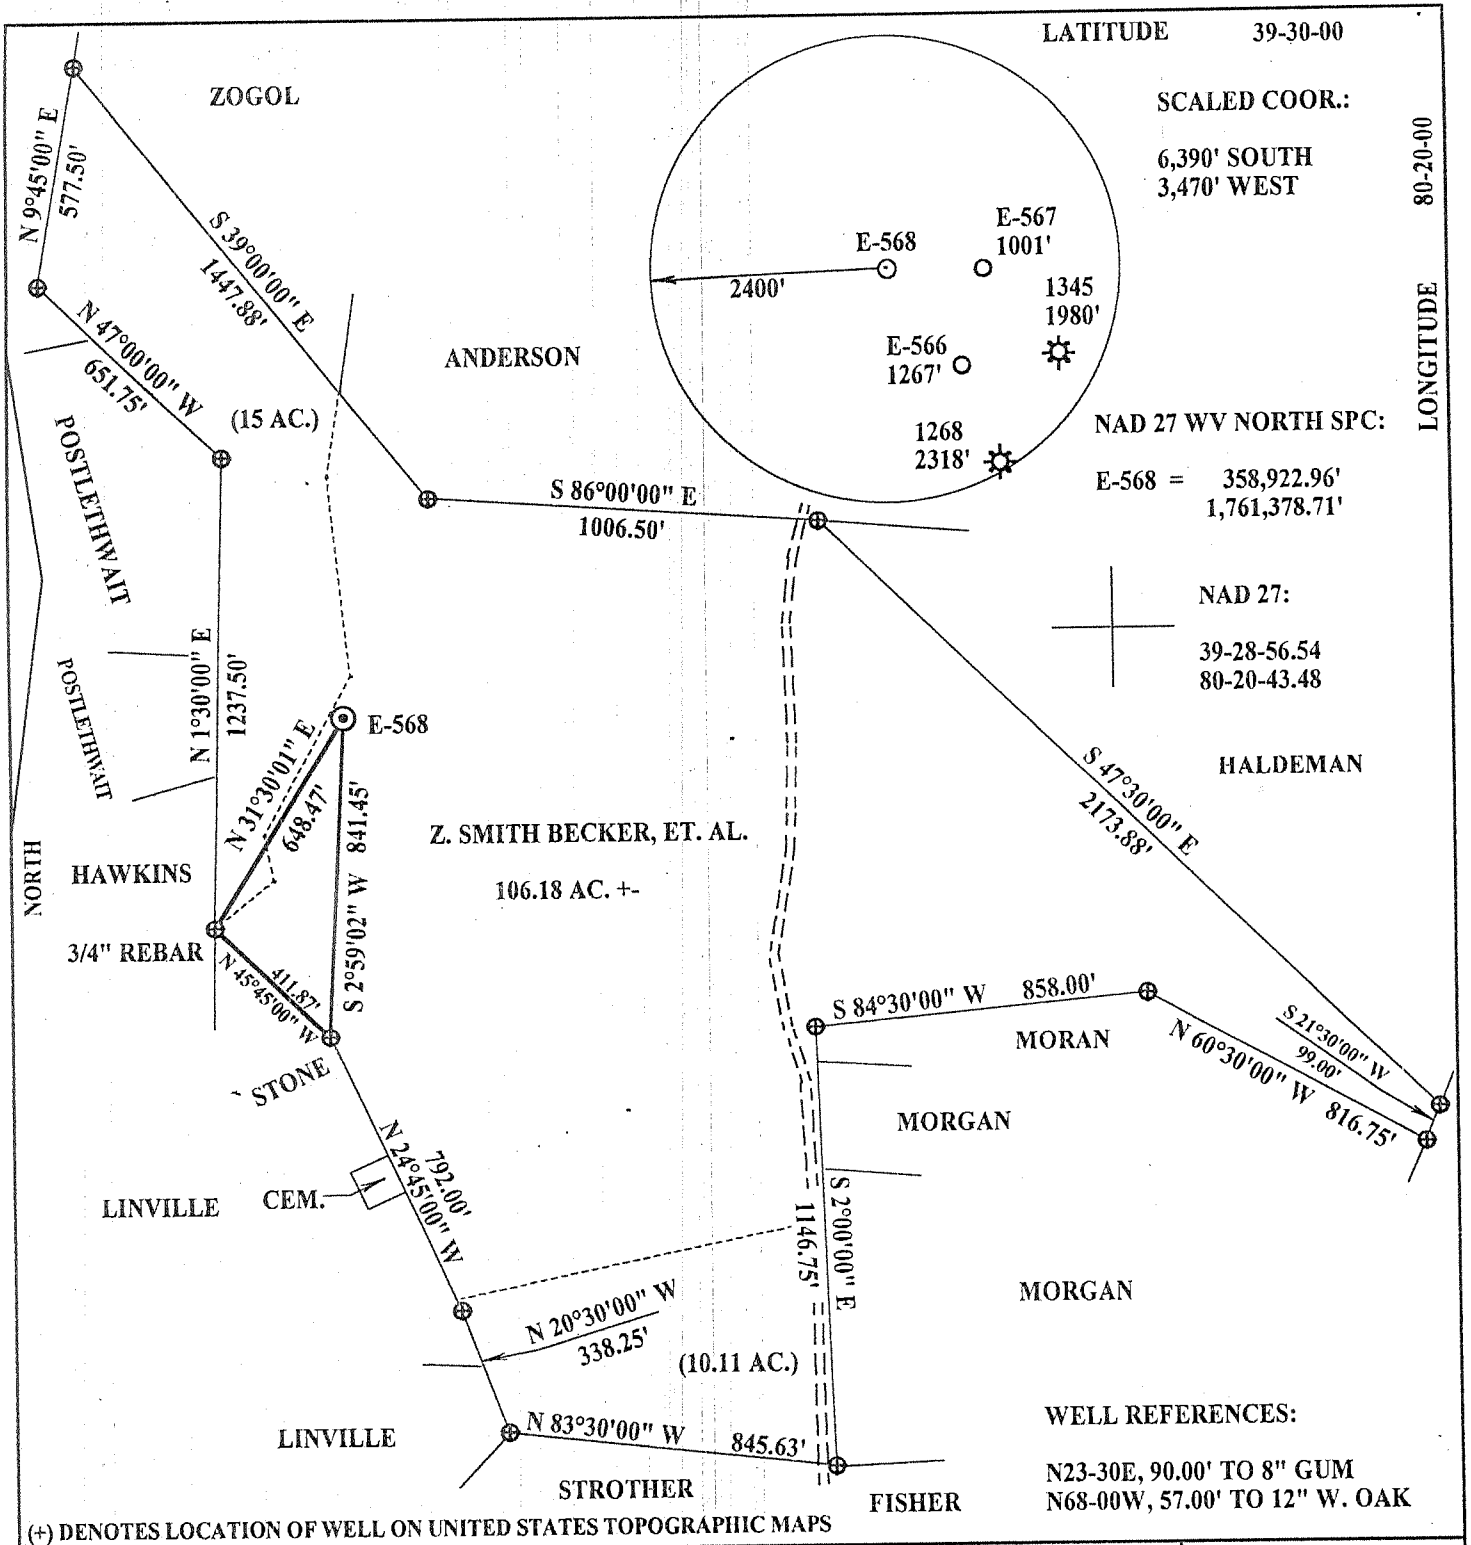 LATITUDE 39-30-00
ZOGOL
SCALED COOR.:
6,390' SOUTH
3,470' WEST
80-20-00
LONGITUDE
N 9°45'00" E
577.50'
S 39°00'00" E
1447.88'
E-568
E-567
1001'
2400'
1345
1980'
E-566
1267'
1268
2318'
N 47°00'00" W
651.75'
(15 AC.)
ANDERSON
NAD 27 WV NORTH SPC:
E-568 = 358,922.96'
1,761,378.71'
POSTLETHWAIT
S 86°00'00" E
1006.50'
NAD 27:
39-28-56.54
80-20-43.48
POSTLETHWAIT
N 1°30'00" E
1237.50'
E-568
N 31°30'01" E
648.47'
S 2°59'02" W 841.45'
S 47°30'00" E
2173.88'
HALDEMAN
Z. SMITH BECKER, ET. AL.
106.18 AC. +-
NORTH
HAWKINS
3/4" REBAR
411.87'
N 45°45'00" W
S 84°30'00" W 858.00'
MORAN
S 21°30'00" W
99.00'
N 60°30'00" W 816.75'
STONE
MORGAN
792.00'
N 24°45'00" W
LINVILLE
CEM.
S 2°00'00" E
1146.75'
MORGAN
N 20°30'00" W
338.25'
(10.11 AC.)
LINVILLE
N 83°30'00" W 845.63'
STROTHER
FISHER
WELL REFERENCES:
N23-30E, 90.00' TO 8" GUM
N68-00W, 57.00' TO 12" W. OAK
(+) DENOTES LOCATION OF WELL ON UNITED STATES TOPOGRAPHIC MAPS